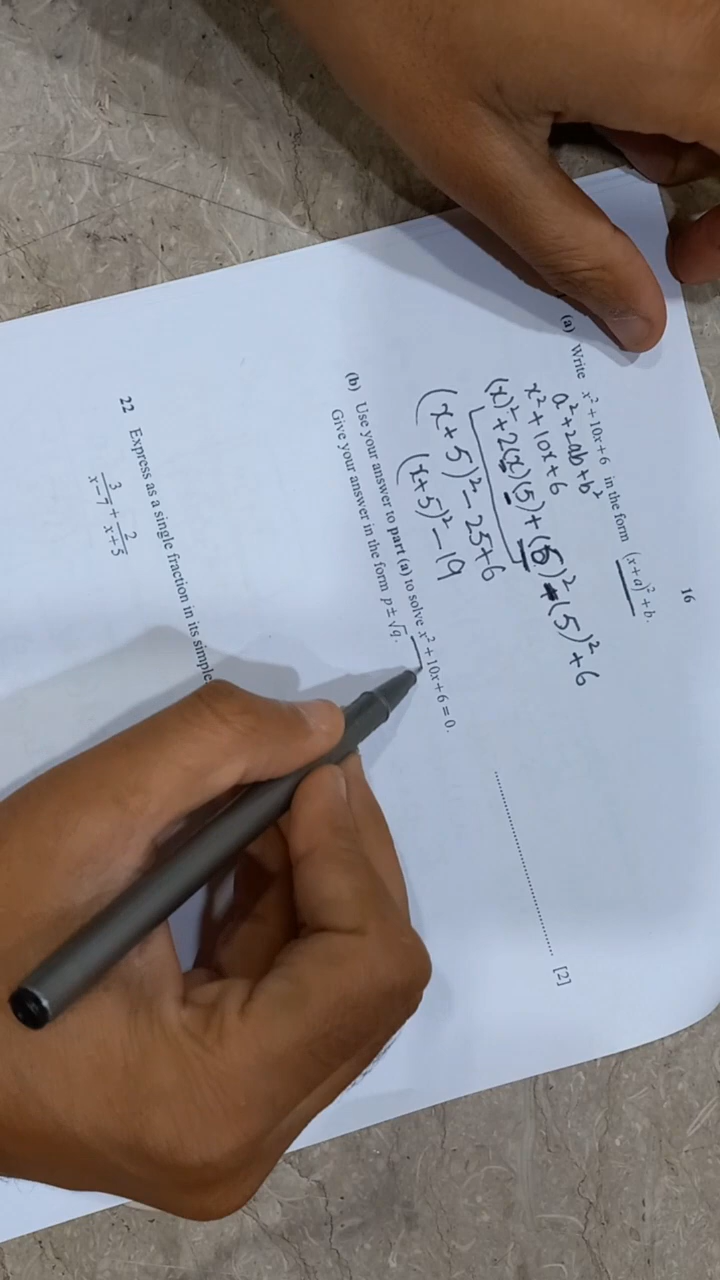 16
(a) Write x² + 10x + 6 in the form (x + a)² + b.
a² + 2ab + b²
x² + 10x + 6
(x)² + 2(x)(5) + (5)² - (5)² + 6
(x + 5)² - 25 + 6
(x + 5)² - 19
[2]
(b) Use your answer to part (a) to solve x² + 10x + 6 = 0.
Give your answer in the form p ± √q.
22 Express as a single fraction in its
3/(x - 7) + 2/(x + 5)